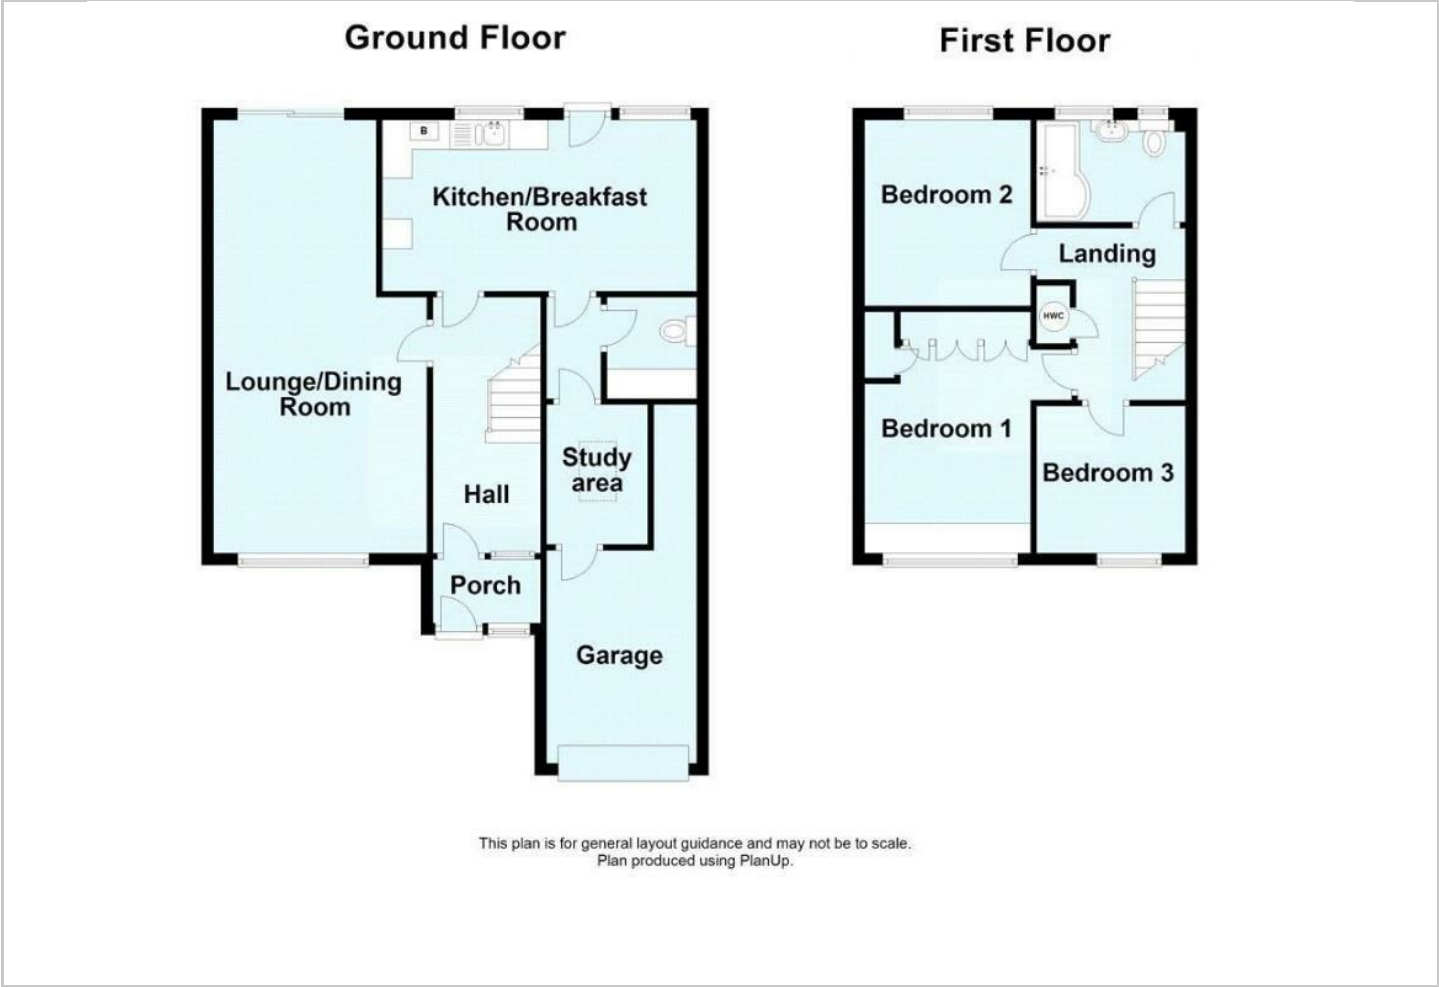 Ground Floor
First Floor
B
Kitchen/Breakfast
Room
Lounge/Dining
Room
Study
area
Hall
Porch
Garage
Bedroom 2
Landing
HWC
Bedroom 1
Bedroom 3
This plan is for general layout guidance and may not be to scale.
Plan produced using PlanUp.